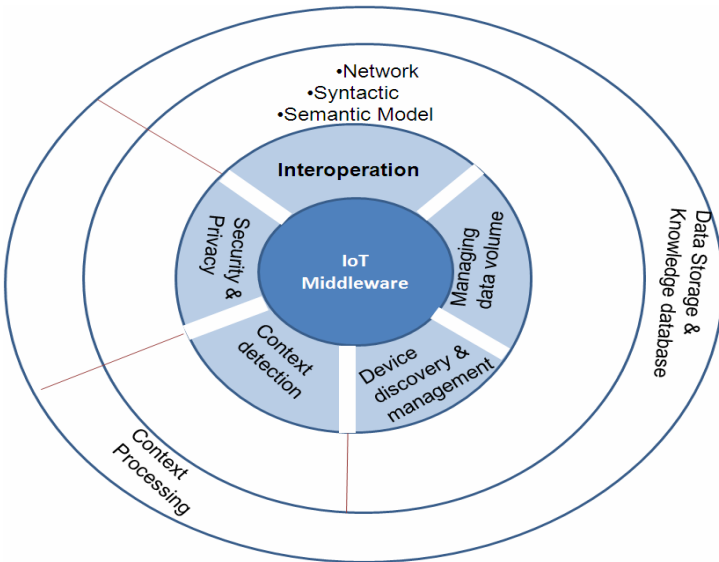 •Network
•Syntactic
•Semantic Model
Interoperation
Security &
Privacy
IoT
Middleware
Managing
data volume
Data Storage &
Knowledge database
Context
detection
Device
discovery &
management
Context
Processing